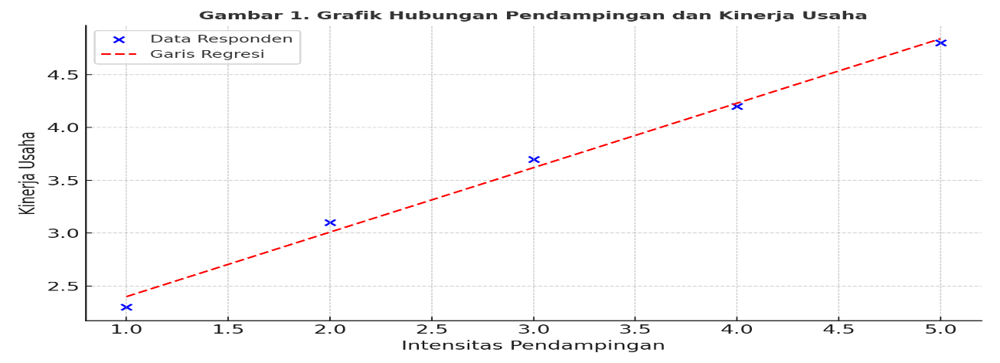 Gambar 1. Grafik Hubungan Pendampingan dan Kinerja Usaha
Data Responden
Garis Regresi
Kinerja Usaha
4.5
4.0
3.5
3.0
2.5
1.0 1.5 2.0 2.5 3.0 3.5 4.0 4.5 5.0
Intensitas Pendampingan